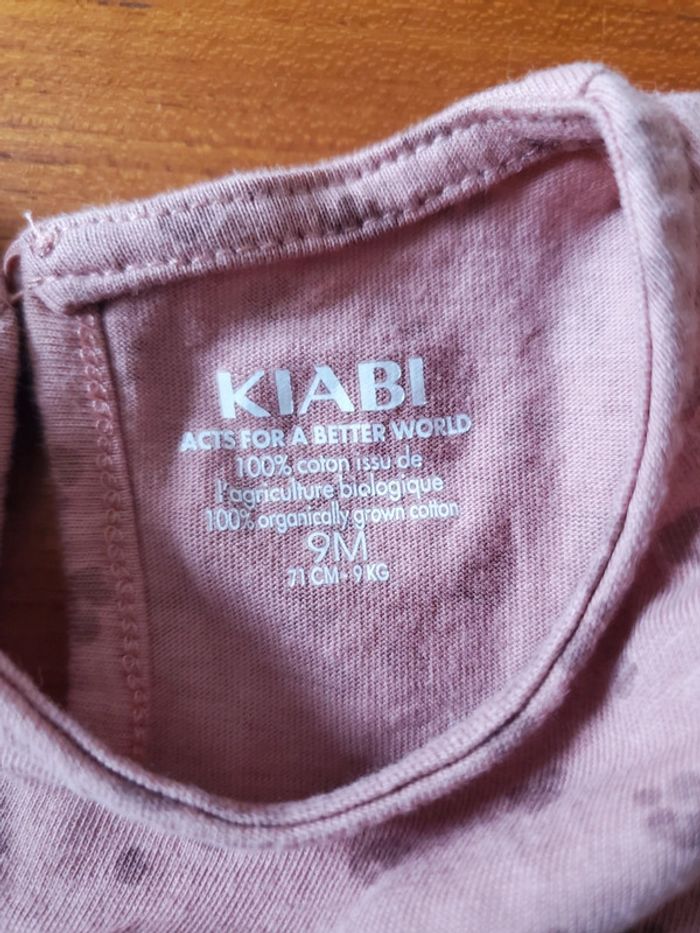 KIABI
ACTS FOR A BETTER WORLD
100% coton issu de
l'agriculture biologique
100% organically grown cotton
9M
71 CM - 9 KG